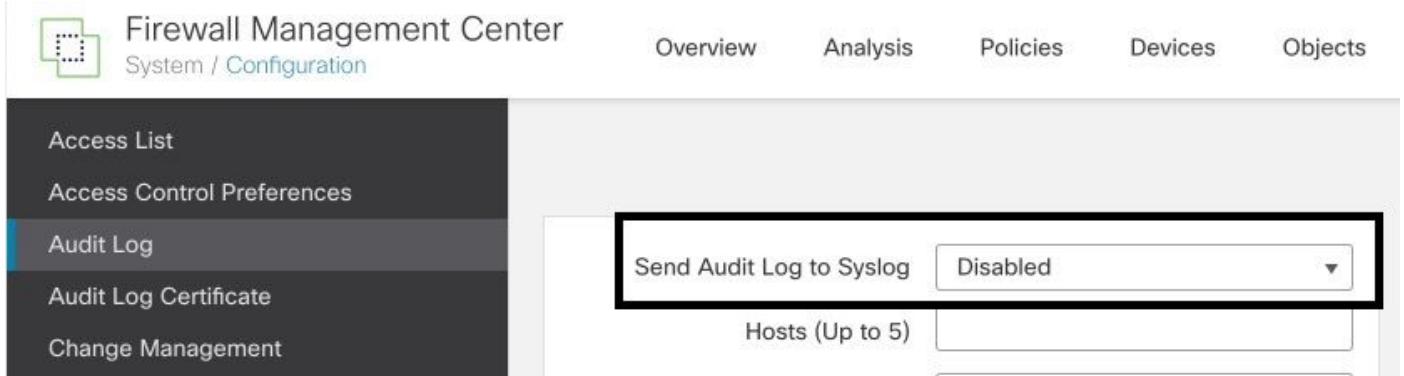 Firewall Management Center
System / Configuration
Overview Analysis Policies Devices Objects
Access List
Access Control Preferences
Audit Log
Audit Log Certificate
Change Management
Send Audit Log to Syslog Disabled
Hosts (Up to 5)